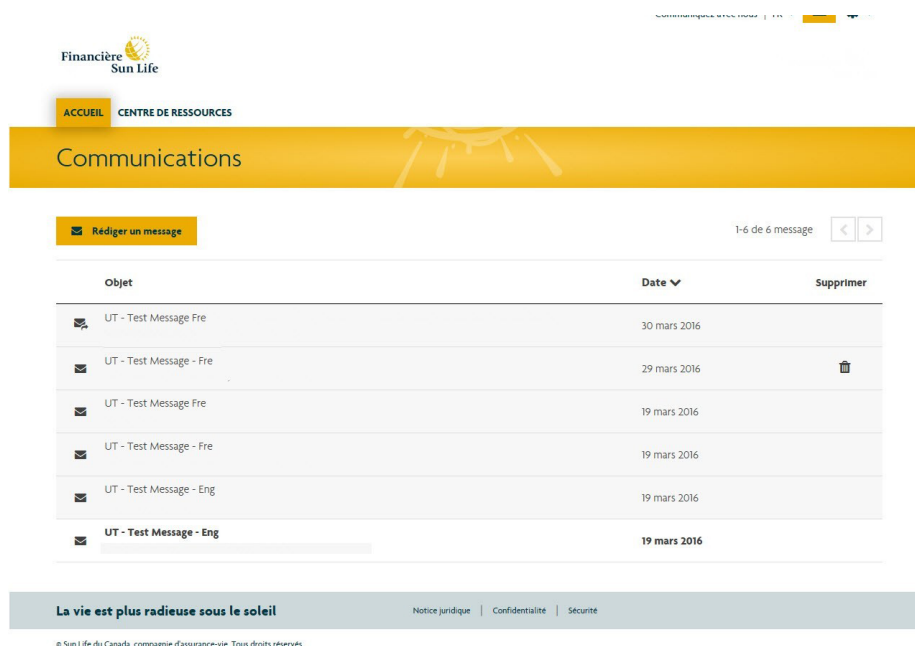 Communiquez avec nous | FR
Financière
Sun Life
ACCUEIL CENTRE DE RESSOURCES
Communications
Rédiger un message
1-6 de 6 message
Objet Date Supprimer
UT - Test Message Fre
30 mars 2016
UT - Test Message - Fre
29 mars 2016
UT - Test Message Fre
19 mars 2016
UT - Test Message - Fre
19 mars 2016
UT - Test Message - Eng
19 mars 2016
UT - Test Message - Eng
19 mars 2016
La vie est plus radieuse sous le soleil
Notice juridique | Confidentialité | Sécurité
© Sun Life du Canada, compagnie d'assurance-vie. Tous droits réservés.